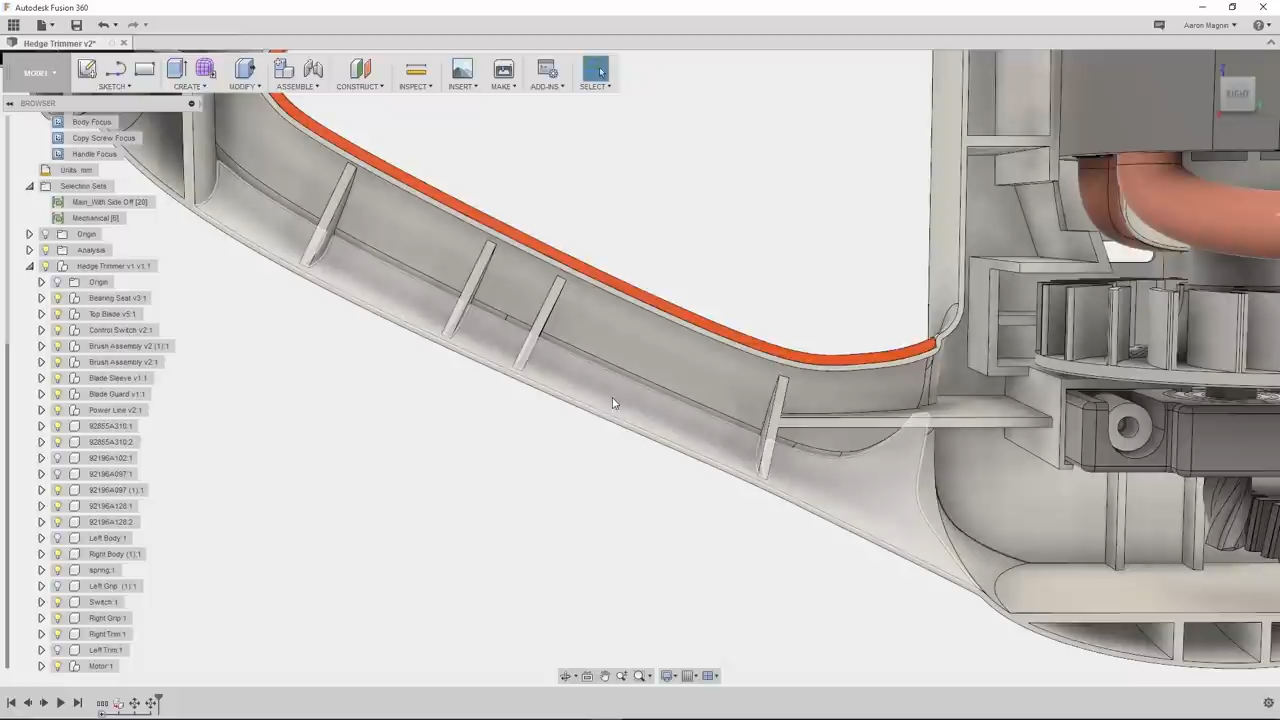 Autodesk Fusion 360
Aaron Magnin
Hedge Trimmer v2*
MODEL
SKETCH
CREATE
MODIFY
ASSEMBLE
CONSTRUCT
INSPECT
INSERT
MAKE
ADD-INS
SELECT
RIGHT
BROWSER
Body Focus
Copy Screw Focus
Handle Focus
Units: mm
Selection Sets
Main_With Side Off [20]
Mechanical [6]
Origin
Analysis
Hedge Trimmer v1 v1:1
Origin
Bearing Seat v3:1
Top Blade v5:1
Control Switch v2:1
Brush Assembly v2 (1):1
Brush Assembly v2:1
Blade Sleeve v1:1
Blade Guard v1:1
Power Line v2:1
92855A310:1
92855A310:2
92196A102:1
92196A097:1
92196A097 (1):1
92196A128:1
92196A128:2
Left Body:1
Right Body (1):1
spring:1
Left Grip (1):1
Switch:1
Right Grip:1
Right Trim:1
Left Trim:1
Motor:1